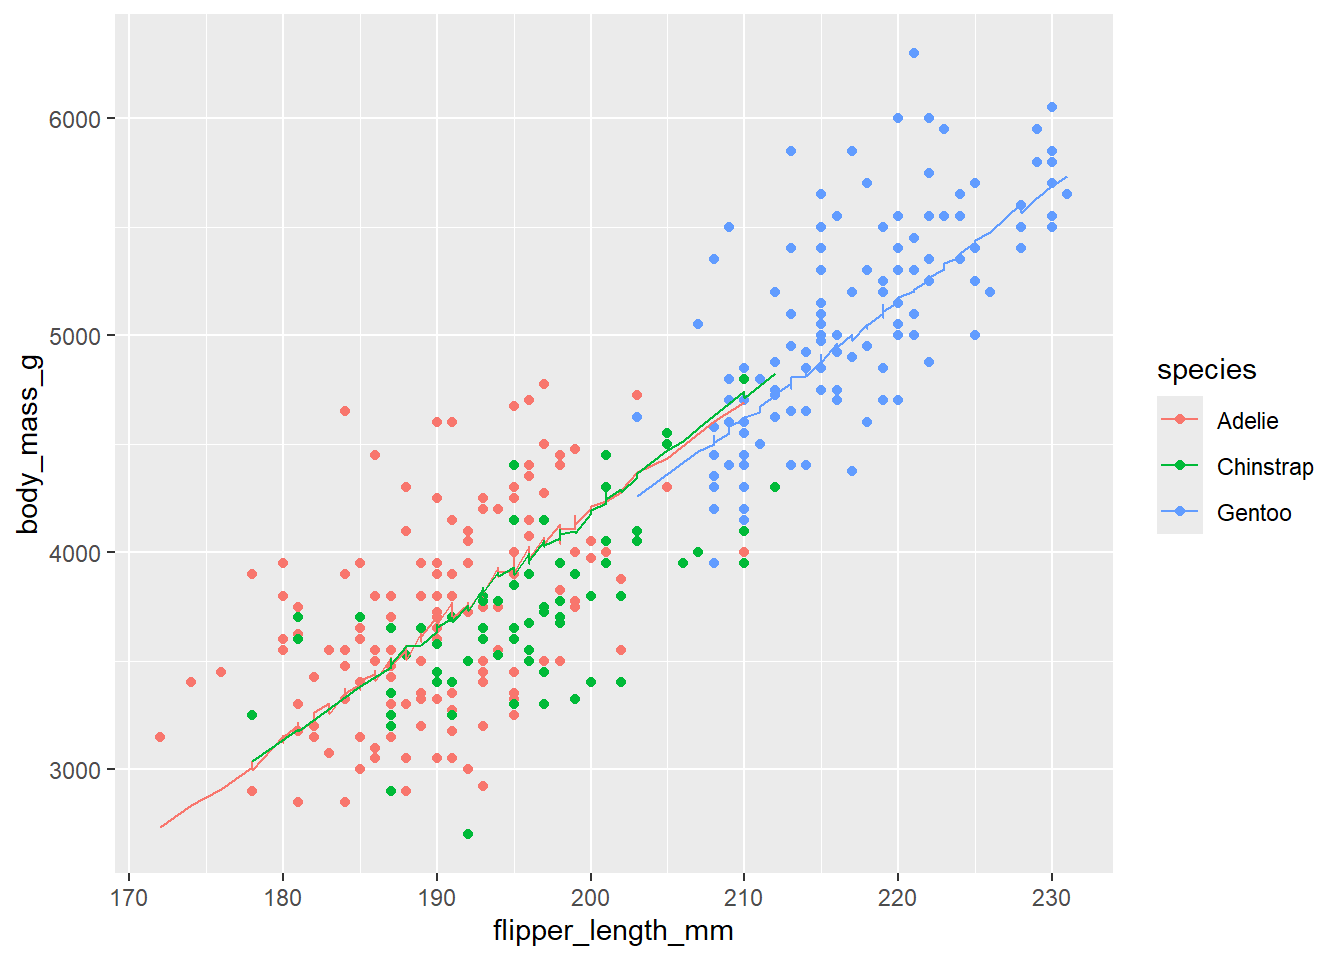 6000
5000
4000
3000
170 180 190 200 210 220 230
flipper_length_mm
body_mass_g
species
Adelie
Chinstrap
Gentoo